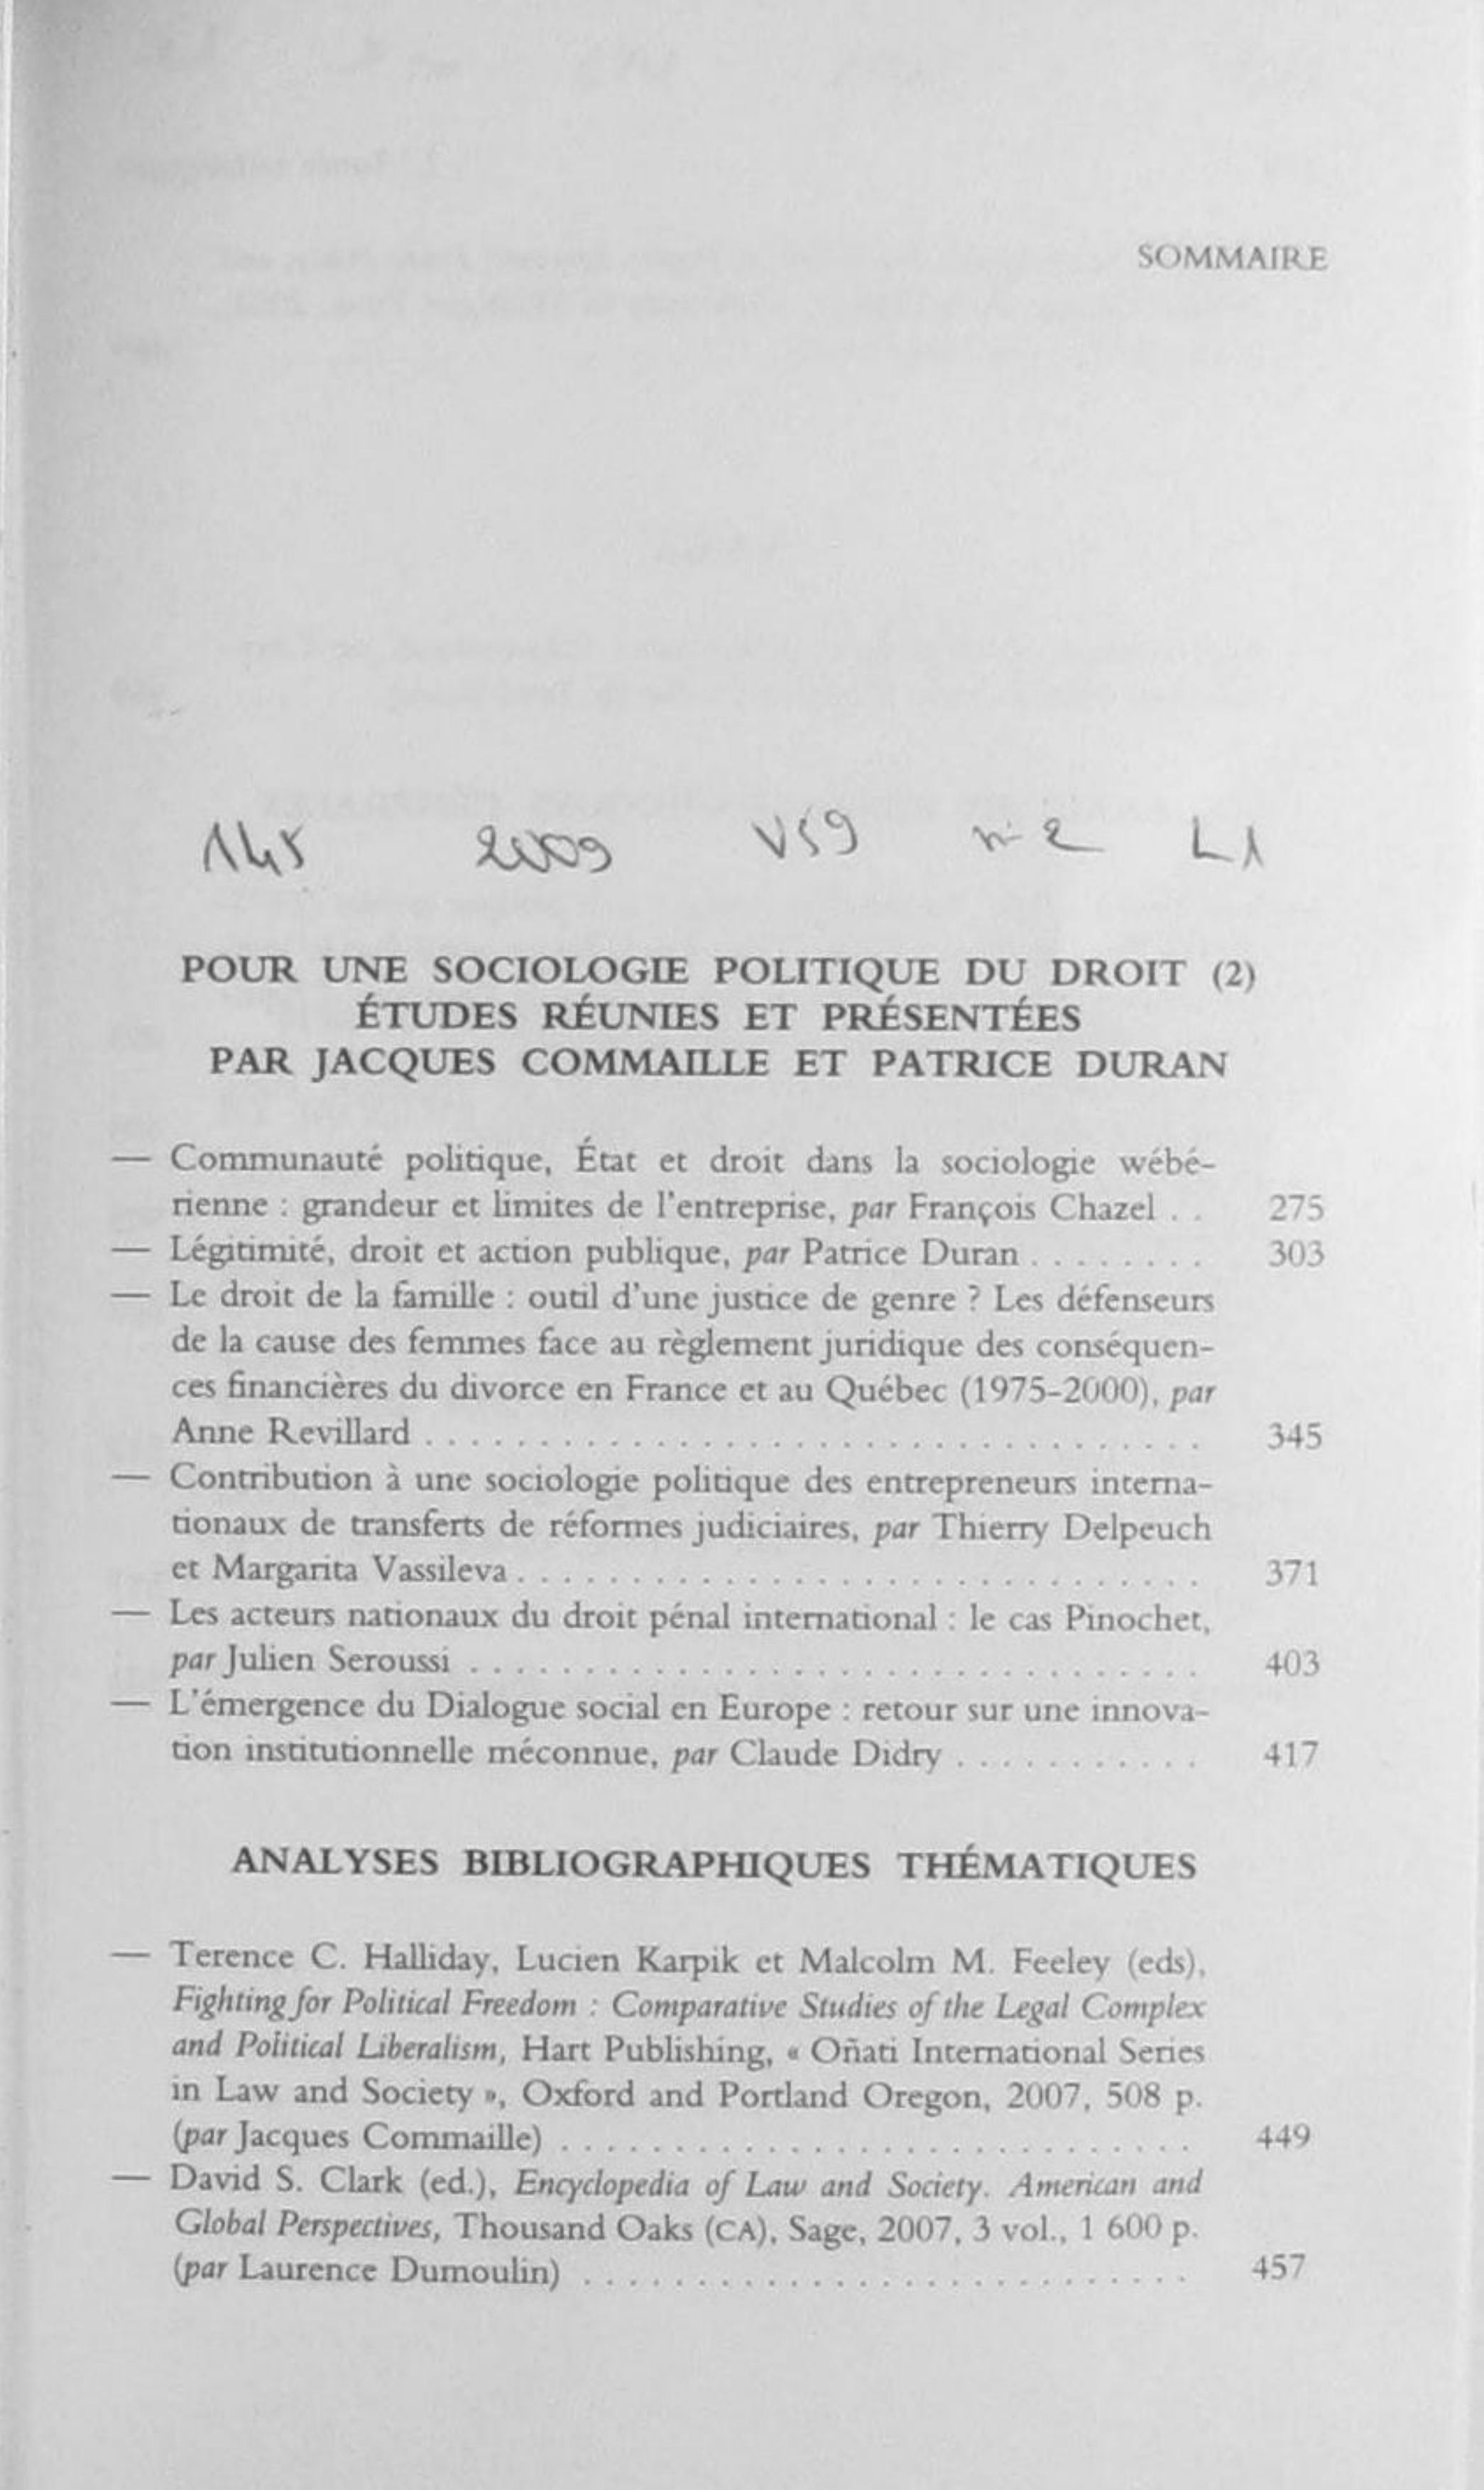 SOMMAIRE
145 2009 V59 n°2 L1
POUR UNE SOCIOLOGIE POLITIQUE DU DROIT (2)
ÉTUDES RÉUNIES ET PRÉSENTÉES
PAR JACQUES COMMAILLE ET PATRICE DURAN
— Communauté politique, État et droit dans la sociologie wébé-
rienne : grandeur et limites de l'entreprise, par François Chazel . . 275
— Légitimité, droit et action publique, par Patrice Duran . . . . . . . . 303
— Le droit de la famille : outil d'une justice de genre ? Les défenseurs
de la cause des femmes face au règlement juridique des conséquen-
ces financières du divorce en France et au Québec (1975-2000), par
Anne Revillard . . . . . . . . . . . . . . . . . . . . . . . . . . . . . . . . . . 345
— Contribution à une sociologie politique des entrepreneurs interna-
tionaux de transferts de réformes judiciaires, par Thierry Delpeuch
et Margarita Vassileva . . . . . . . . . . . . . . . . . . . . . . . . . . . . . . 371
— Les acteurs nationaux du droit pénal international : le cas Pinochet,
par Julien Seroussi . . . . . . . . . . . . . . . . . . . . . . . . . . . . . . . . 403
— L'émergence du Dialogue social en Europe : retour sur une innova-
tion institutionnelle méconnue, par Claude Didry . . . . . . . . . . . 417
ANALYSES BIBLIOGRAPHIQUES THÉMATIQUES
— Terence C. Halliday, Lucien Karpik et Malcolm M. Feeley (eds),
Fighting for Political Freedom : Comparative Studies of the Legal Complex
and Political Liberalism, Hart Publishing, « Oñati International Series
in Law and Society », Oxford and Portland Oregon, 2007, 508 p.
(par Jacques Commaille) . . . . . . . . . . . . . . . . . . . . . . . . . . . . 449
— David S. Clark (ed.), Encyclopedia of Law and Society. American and
Global Perspectives, Thousand Oaks (CA), Sage, 2007, 3 vol., 1 600 p.
(par Laurence Dumoulin) . . . . . . . . . . . . . . . . . . . . . . . . . . . 457